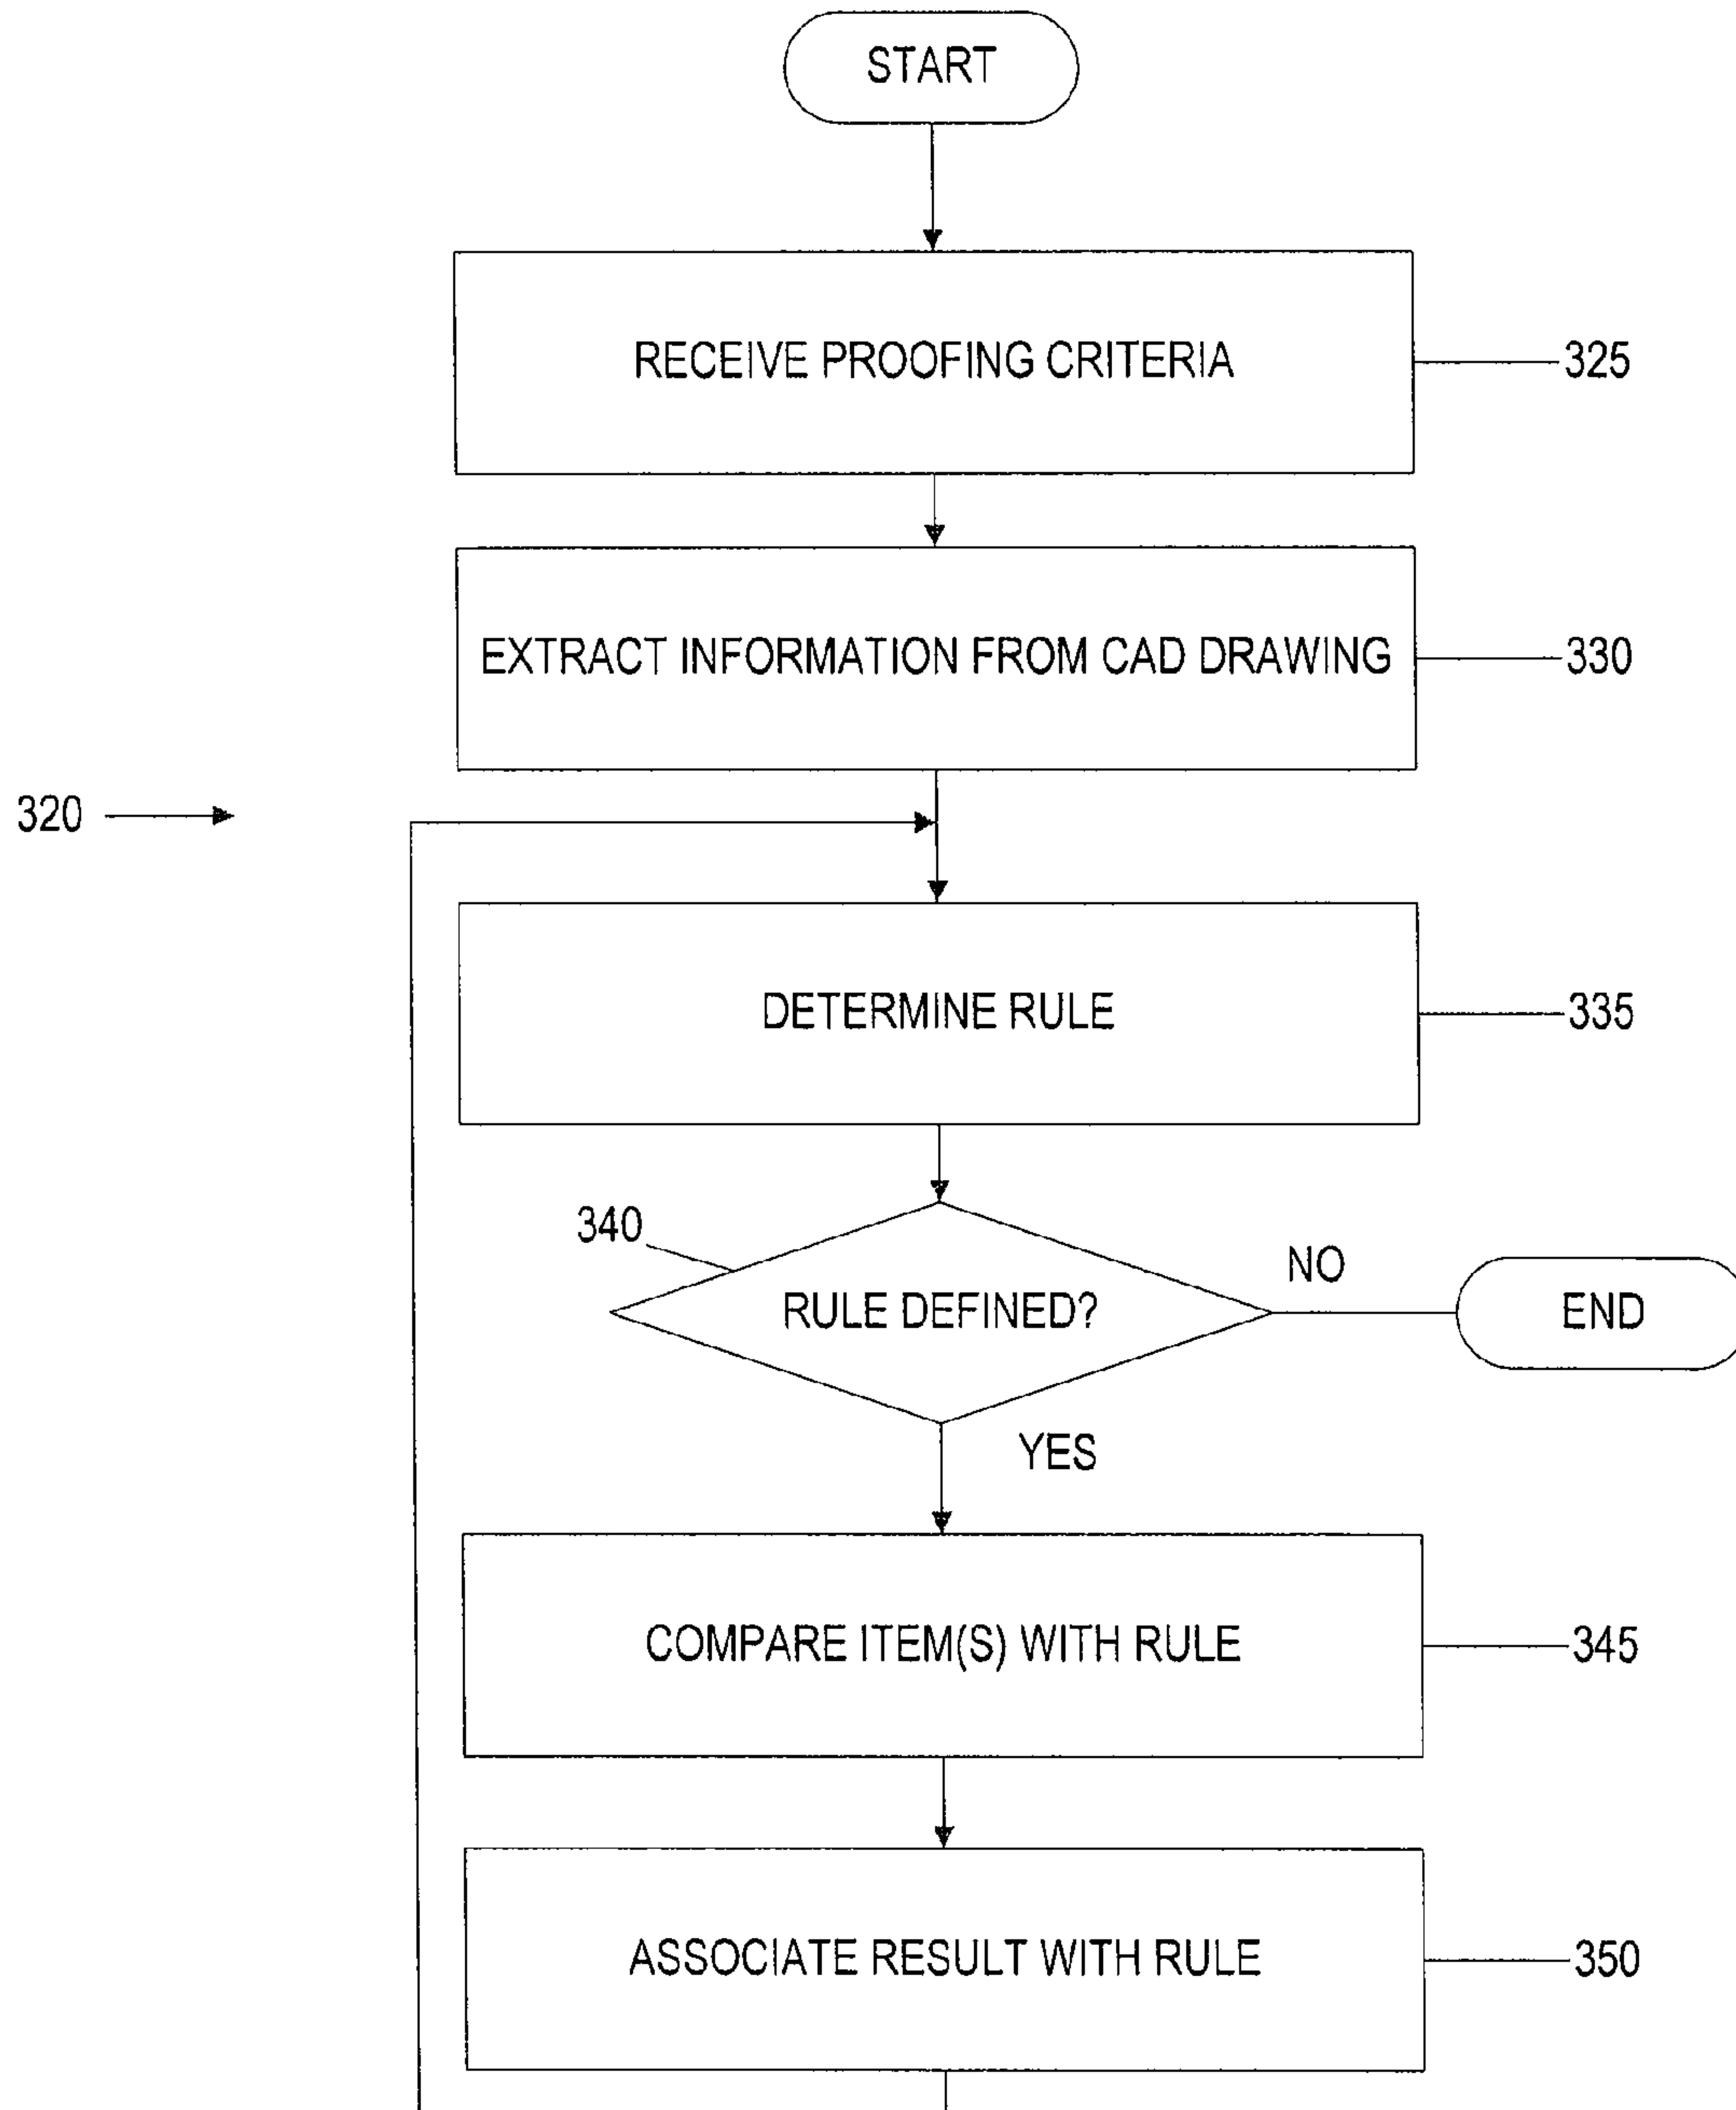 START
RECEIVE PROOFING CRITERIA
325
EXTRACT INFORMATION FROM CAD DRAWING
330
320
DETERMINE RULE
335
340
RULE DEFINED?
NO
END
YES
COMPARE ITEM(S) WITH RULE
345
ASSOCIATE RESULT WITH RULE
350